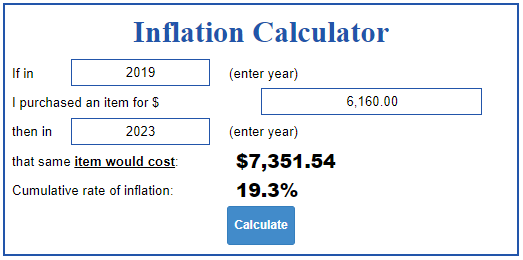 Inflation Calculator
If in 2019 (enter year)
I purchased an item for $ 6,160.00
then in 2023 (enter year)
that same item would cost: $7,351.54
Cumulative rate of inflation: 19.3%
Calculate